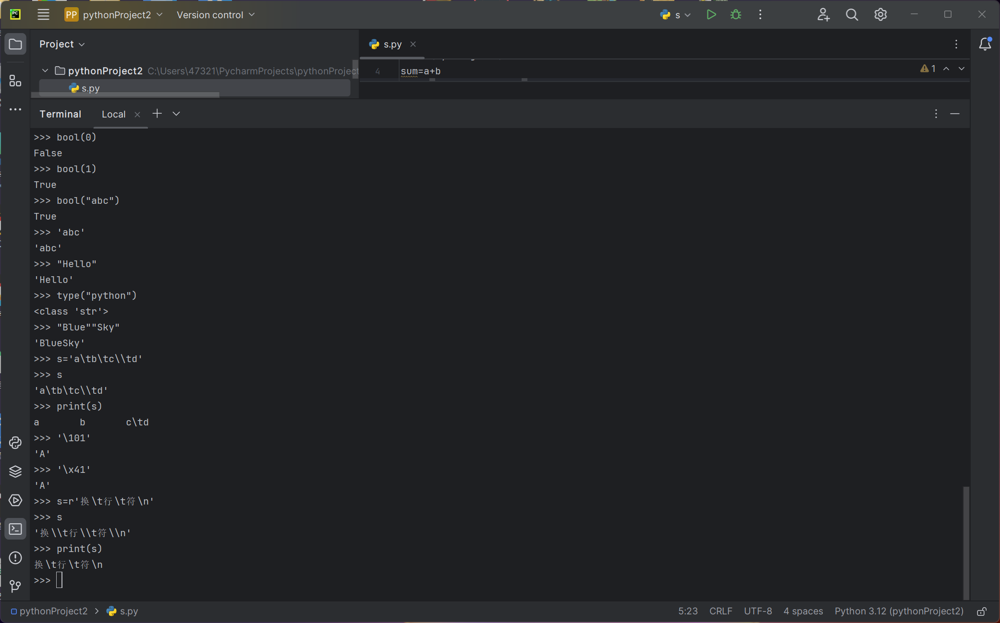 PC
PP pythonProject2 Version control s
Project
s.py
pythonProject2 C:\Users\47321\PycharmProjects\pythonProject
s.py
4 sum=a+b
1
Terminal Local
>>> bool(0)
False
>>> bool(1)
True
>>> bool("abc")
True
>>> 'abc'
'abc'
>>> "Hello"
'Hello'
>>> type("python")
<class 'str'>
>>> "Blue""Sky"
'BlueSky'
>>> s='a\tb\tc\\td'
>>> s
'a\tb\tc\\td'
>>> print(s)
a       b       c\td
>>> '\101'
'A'
>>> '\x41'
'A'
>>> s=r'换\t行\t符\n'
>>> s
'换\\t行\\t符\\n'
>>> print(s)
换\t行\t符\n
>>>
pythonProject2 > s.py 5:23 CRLF UTF-8 4 spaces Python 3.12 (pythonProject2)